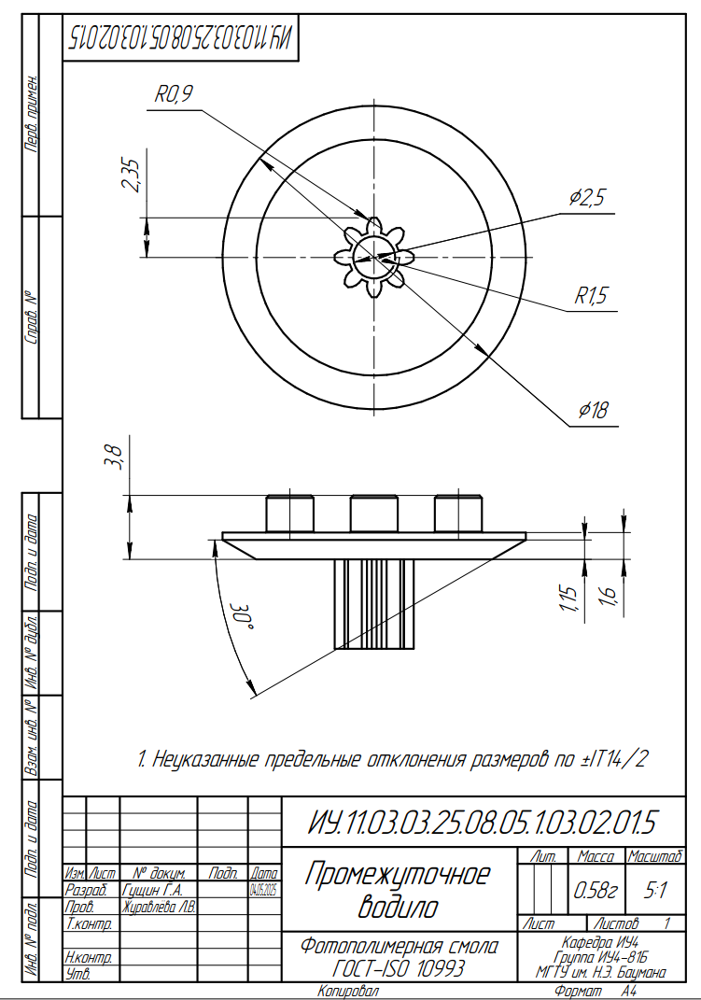 ИУ.11.03.03.25.08.05.1.03.02.01.5
Перв. примен.
Справ. №
Подп. и дата
Инв. № дубл.
Взам. инв. №
Подп. и дата
Инв. № подл.
R0,9
2,35
⌀2,5
R1,5
⌀18
3,8
1,15
1,6
30°
1. Неуказанные предельные отклонения размеров по ±IT14/2
ИУ.11.03.03.25.08.05.1.03.02.01.5
Изм. Лист № докум. Подп. Дата
Разраб. Гущин Г.А. 04.05.2025
Пров. Журавлева Л.В.
Т.контр.
Н.контр.
Утв.
Промежуточное
водило
Лит. Масса Масштаб
0.58г 5:1
Лист Листов 1
Фотополимерная смола
ГОСТ-ISO 10993
Кафедра ИУ4
Группа ИУ4-81Б
МГТУ им. Н.Э. Баумана
Копировал Формат А4